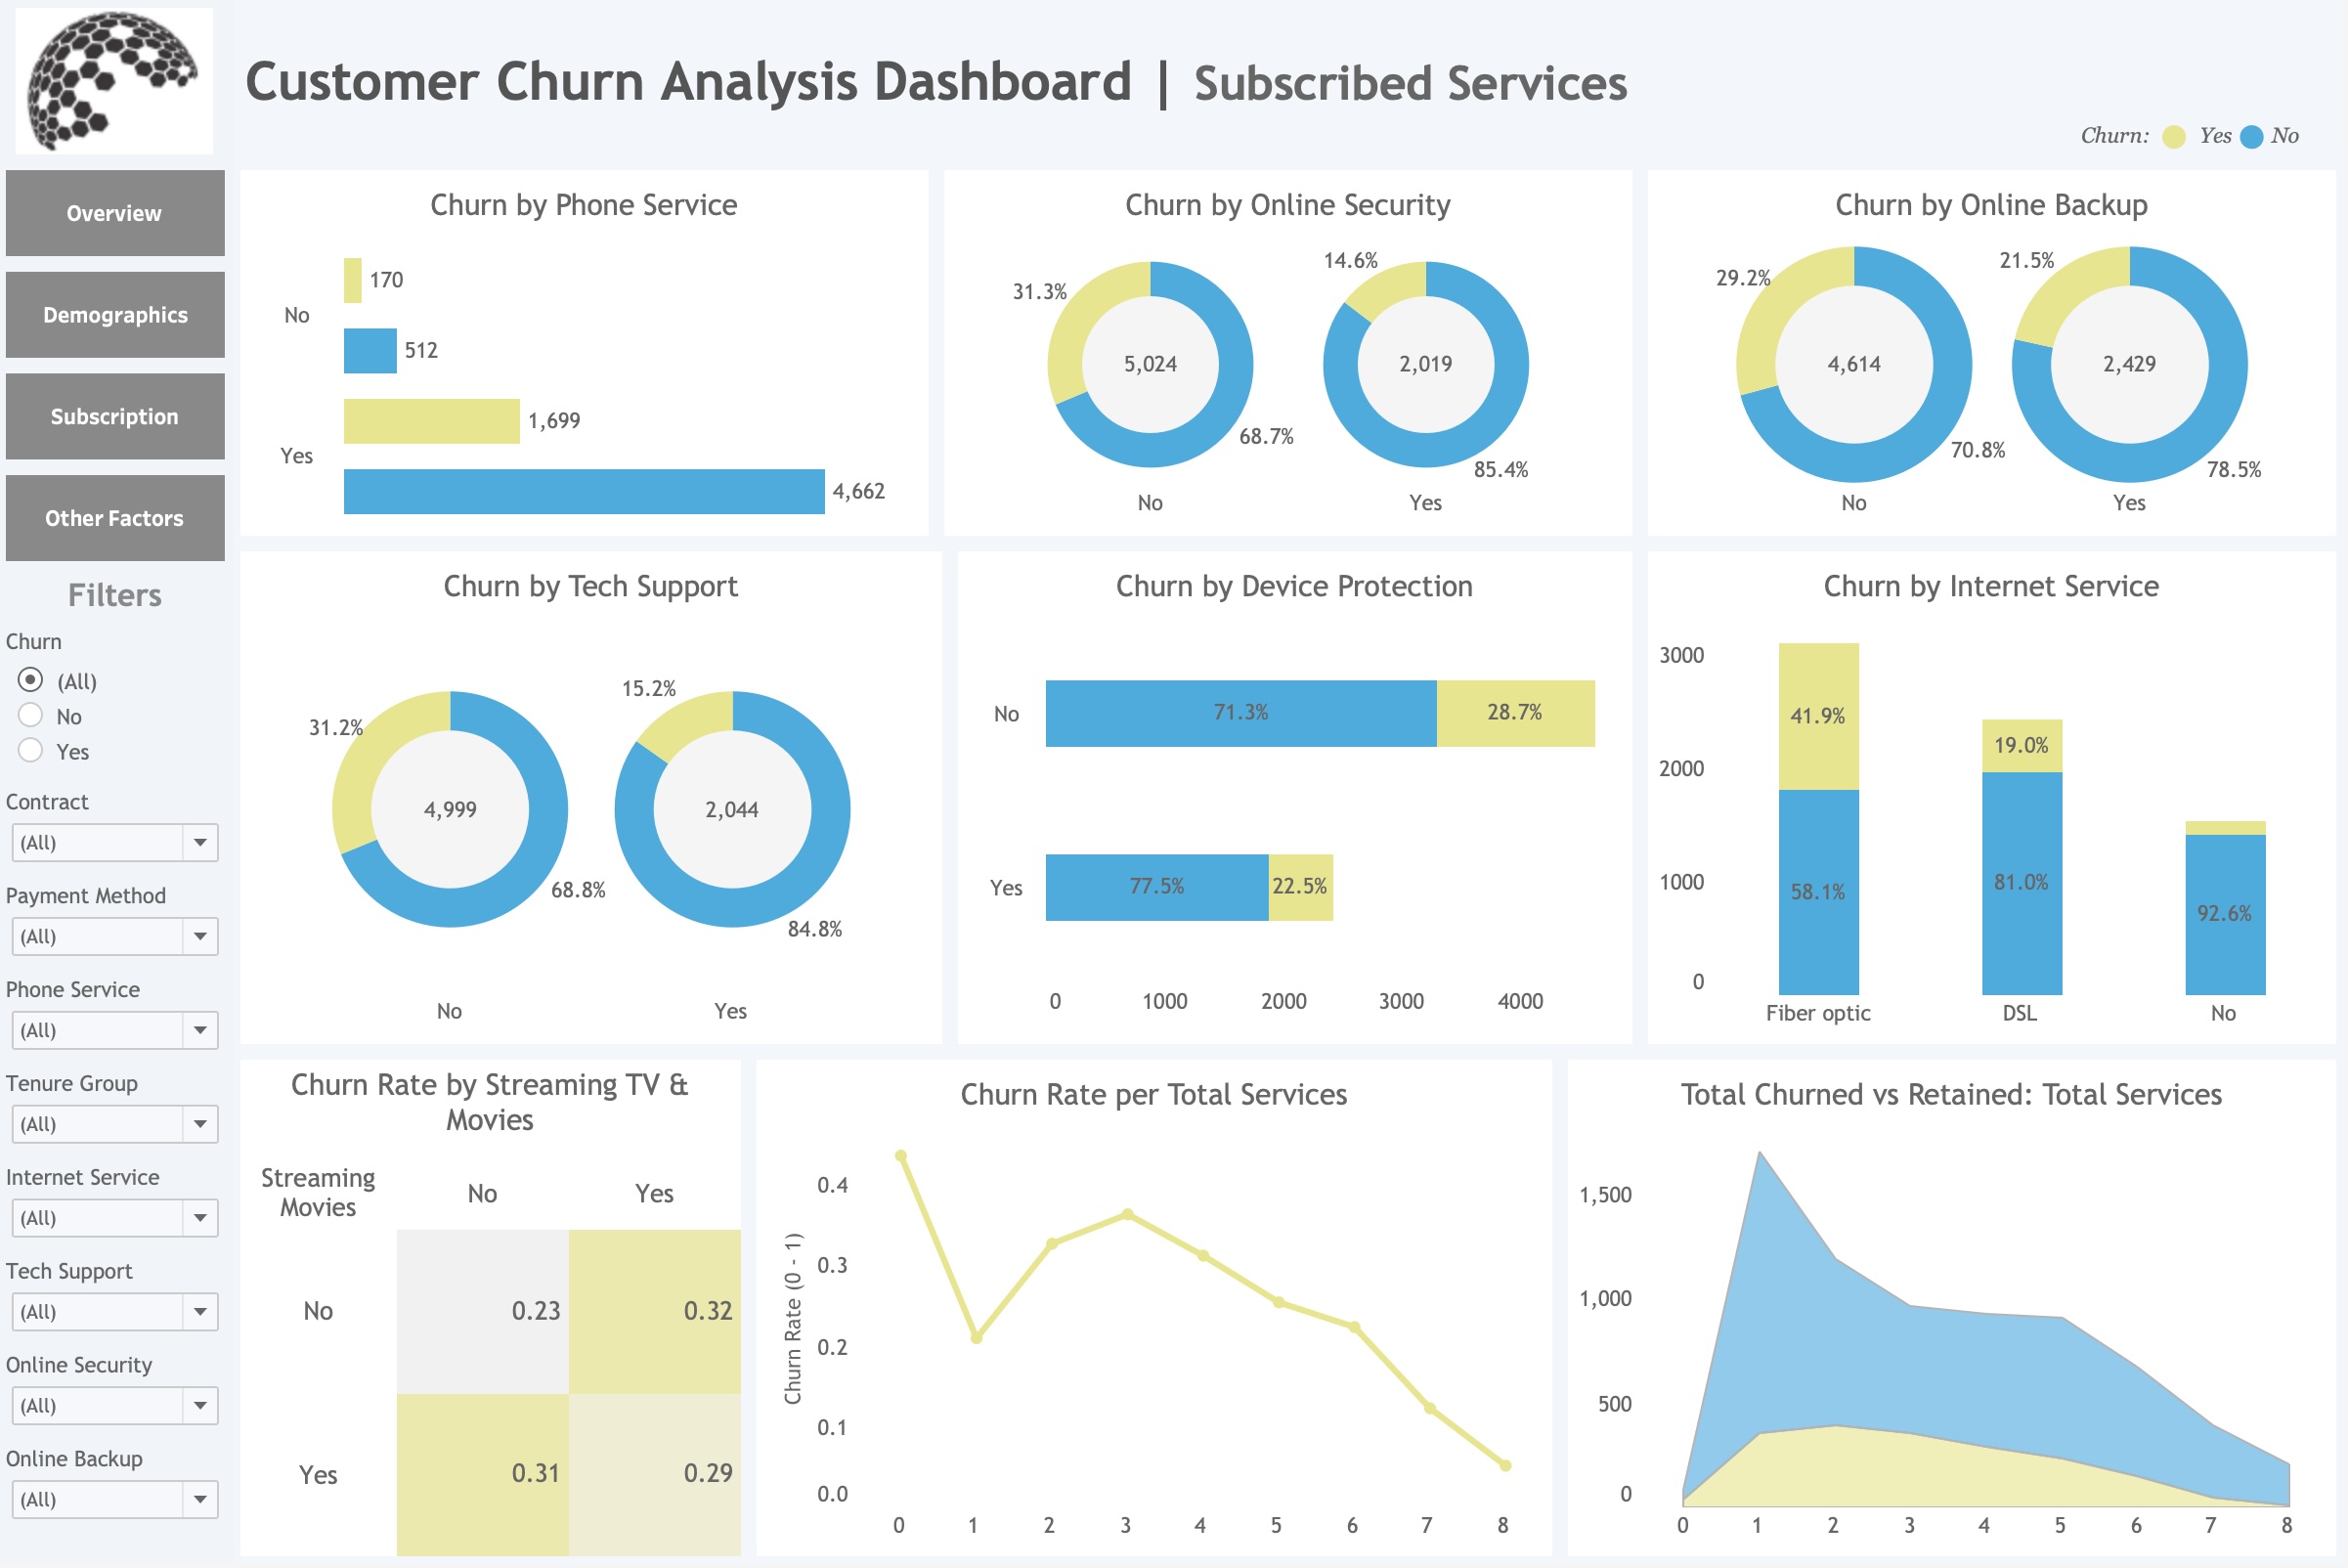 Customer Churn Analysis Dashboard | Subscribed Services
Churn: Yes No
Overview
Demographics
Subscription
Other Factors
Filters
Churn
(All)
No
Yes
Contract
(All)
Payment Method
(All)
Phone Service
(All)
Tenure Group
(All)
Internet Service
(All)
Tech Support
(All)
Online Security
(All)
Online Backup
(All)
Churn by Phone Service
No
170
512
Yes
1,699
4,662
Churn by Online Security
31.3%
5,024
68.7%
No
14.6%
2,019
85.4%
Yes
Churn by Online Backup
29.2%
4,614
70.8%
No
21.5%
2,429
78.5%
Yes
Churn by Tech Support
31.2%
4,999
68.8%
No
15.2%
2,044
84.8%
Yes
Churn by Device Protection
No 71.3% 28.7%
Yes 77.5% 22.5%
0 1000 2000 3000 4000
Churn by Internet Service
3000
2000
1000
0
41.9%
58.1%
19.0%
81.0%
92.6%
Fiber optic DSL No
Churn Rate by Streaming TV &
Movies
Streaming
Movies
No Yes
No 0.23 0.32
Yes 0.31 0.29
Churn Rate per Total Services
Churn Rate (0 - 1)
0.4
0.3
0.2
0.1
0.0
0 1 2 3 4 5 6 7 8
Total Churned vs Retained: Total Services
1,500
1,000
500
0
0 1 2 3 4 5 6 7 8